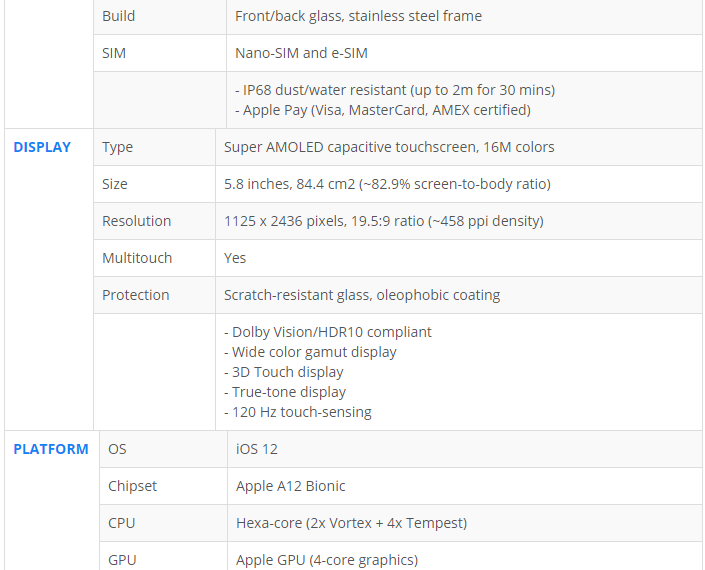 Build Front/back glass, stainless steel frame
SIM Nano-SIM and e-SIM
- IP68 dust/water resistant (up to 2m for 30 mins)
- Apple Pay (Visa, MasterCard, AMEX certified)
DISPLAY Type Super AMOLED capacitive touchscreen, 16M colors
Size 5.8 inches, 84.4 cm2 (~82.9% screen-to-body ratio)
Resolution 1125 x 2436 pixels, 19.5:9 ratio (~458 ppi density)
Multitouch Yes
Protection Scratch-resistant glass, oleophobic coating
- Dolby Vision/HDR10 compliant
- Wide color gamut display
- 3D Touch display
- True-tone display
- 120 Hz touch-sensing
PLATFORM OS iOS 12
Chipset Apple A12 Bionic
CPU Hexa-core (2x Vortex + 4x Tempest)
GPU Apple GPU (4-core graphics)